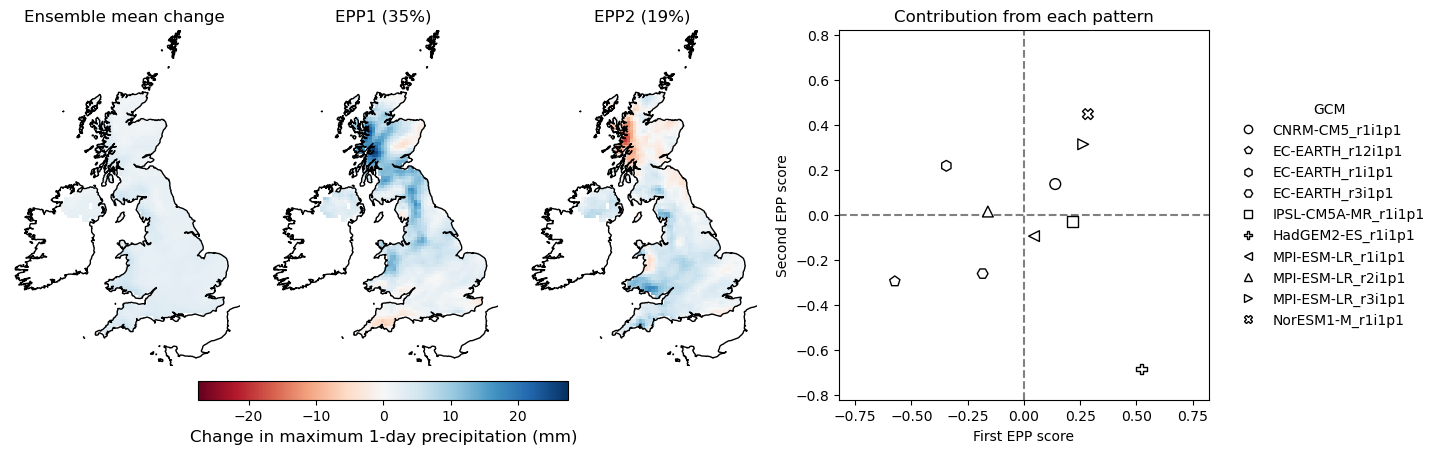 Ensemble mean change
EPP1 (35%)
EPP2 (19%)
Contribution from each pattern
0.8
0.6
0.4
0.2
0.0
−0.2
−0.4
−0.6
−0.8
Second EPP score
−0.75
−0.50
−0.25
0.00
0.25
0.50
0.75
First EPP score
GCM
CNRM-CM5_r1i1p1
EC-EARTH_r12i1p1
EC-EARTH_r1i1p1
EC-EARTH_r3i1p1
IPSL-CM5A-MR_r1i1p1
HadGEM2-ES_r1i1p1
MPI-ESM-LR_r1i1p1
MPI-ESM-LR_r2i1p1
MPI-ESM-LR_r3i1p1
NorESM1-M_r1i1p1
−20
−10
0
10
20
Change in maximum 1-day precipitation (mm)